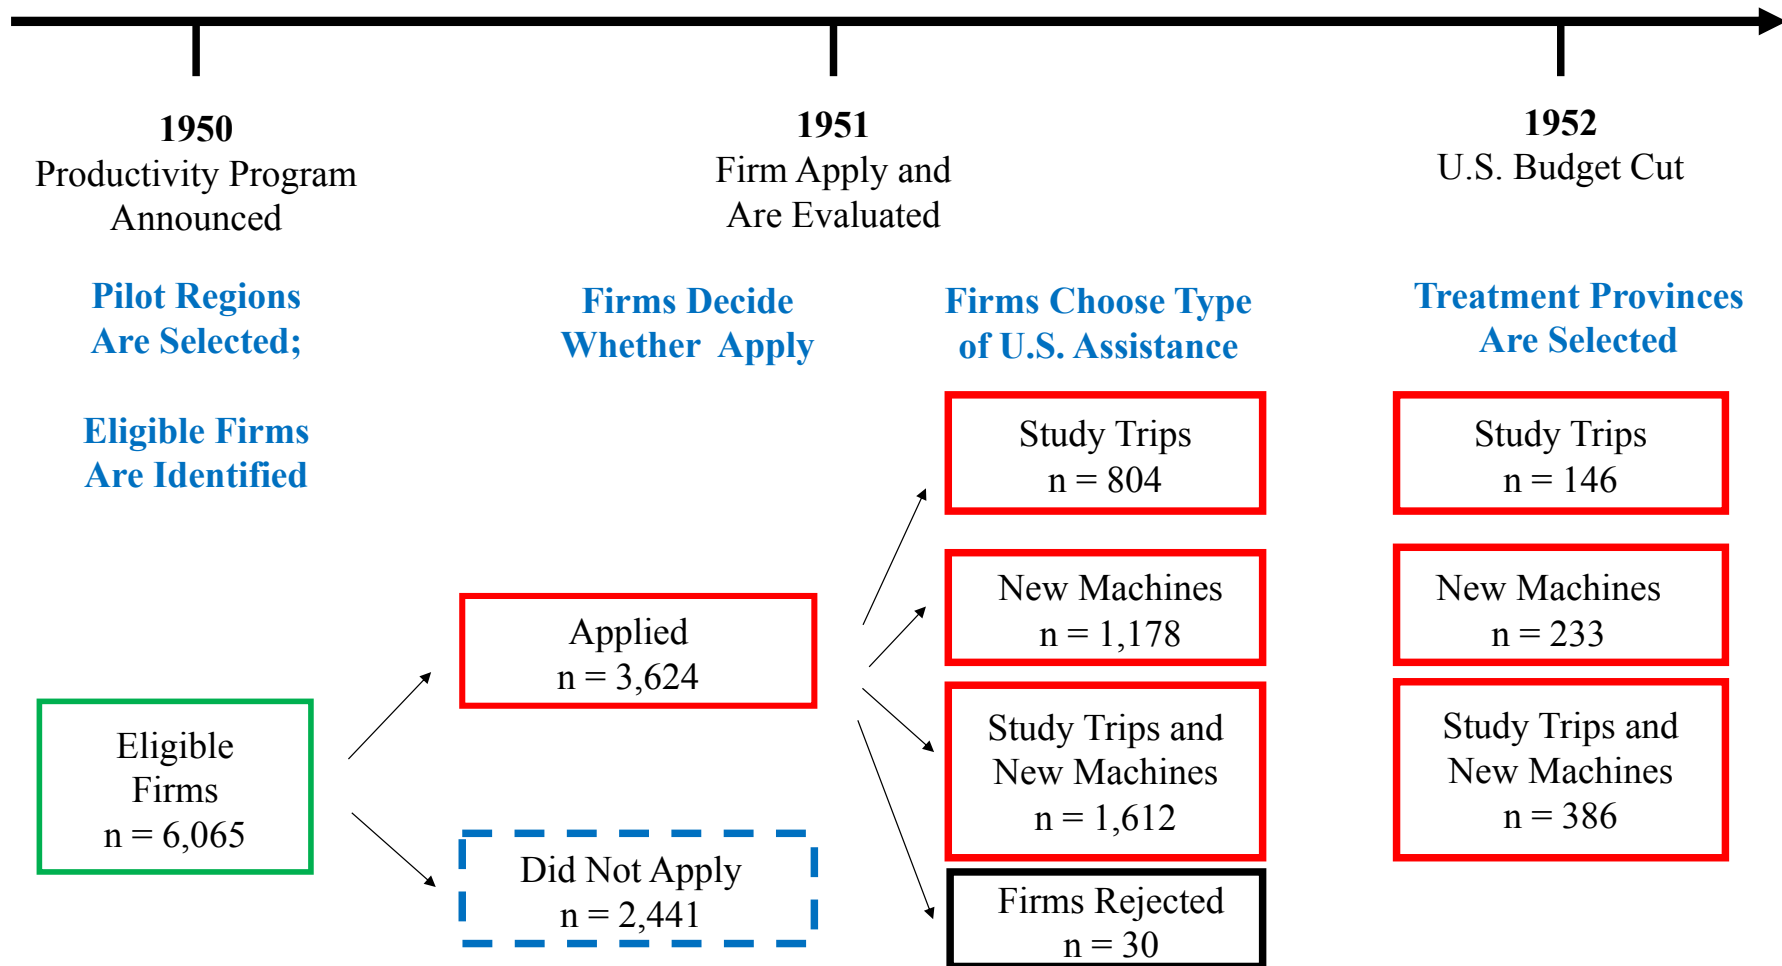 1950
Productivity Program
Announced
1951
Firm Apply and
Are Evaluated
1952
U.S. Budget Cut
Pilot Regions
Are Selected;
Eligible Firms
Are Identified
Firms Decide
Whether Apply
Firms Choose Type
of U.S. Assistance
Treatment Provinces
Are Selected
Eligible
Firms
n = 6,065
Applied
n = 3,624
Did Not Apply
n = 2,441
Study Trips
n = 804
New Machines
n = 1,178
Study Trips and
New Machines
n = 1,612
Firms Rejected
n = 30
Study Trips
n = 146
New Machines
n = 233
Study Trips and
New Machines
n = 386